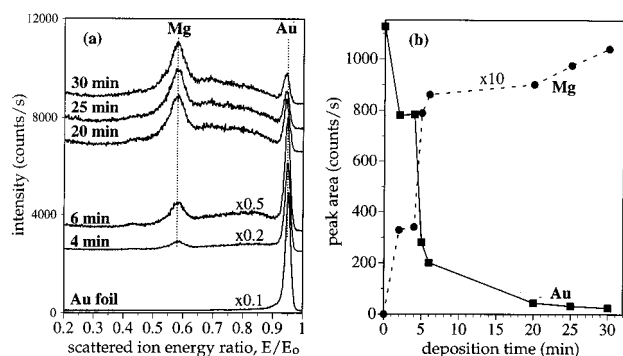 12000
8000
4000
0
intensity (counts/s)
(a)
Mg
Au
30 min
25 min
20 min
6 min
x0.5
4 min
x0.2
Au foil
x0.1
0.2 0.3 0.4 0.5 0.6 0.7 0.8 0.9 1
scattered ion energy ratio, E/E₀
1000
800
600
400
200
0
peak area (counts/s)
(b)
x10
Mg
Au
0 5 10 15 20 25 30
deposition time (min)